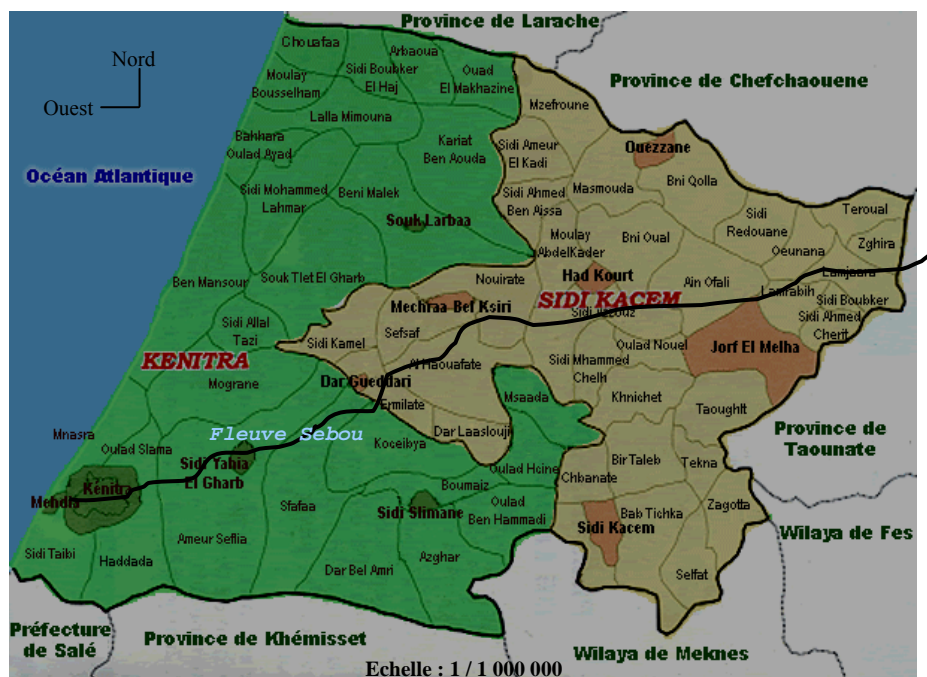 Province de Larache
Chouafaa
Arbaoua
Nord
Sidi Boubker
El Haj
Ouad
El Makhazine
Moulay
Bousselham
Province de Chefchaouene
Ouest
Mzefroune
Lalla Mimouna
Bahhara
Oulad Ayad
Kariat
Ben Aouda
Sidi Ameur
El Kadi
Ouezzane
Océan Atlantique
Sidi Mohammed
Lahmar
Beni Malek
Sidi Ahmed
Ben Aissa
Masmouda
Bni Qolla
Souk Larbaa
Sidi
Redouane
Teroual
Moulay
AbdelKader
Bni Oual
Oeunana
Zghira
Ben Mansour
Souk Tlet El Gharb
Nouirate
Had Kourt
Ain Ofali
Lamjaara
Lamrabih
Mechraa Bel Ksiri
SIDI KACEM
Sidi Boubker
Sidi Azzouz
Sidi Ahmed
Cherit
Sidi Allal
Tazi
Sidi Kamel
Sefsaf
Oulad Nouel
Jorf El Melha
KENITRA
Al Haouafate
Sidi Mhammed
Chelh
Mograne
Dar Gueddari
Msaada
Khnichet
Taoughlt
Ermilate
Mnasra
Fleuve Sebou
Dar Laaslouji
Province de
Taounate
Oulad Slama
Koceibya
Sidi Yahia
El Gharb
Oulad Hcine
Bir Taleb
Tekna
Chbanate
Kénitra
Boumaiz
Mehdia
Sfafaa
Sidi Slimane
Oulad
Ben Hammadi
Bab Tichka
Zagotta
Sidi Kacem
Wilaya de Fes
Ameur Seflia
Sidi Taibi
Haddada
Azghar
Dar Bel Amri
Selfat
Préfecture
de Salé
Province de Khémisset
Wilaya de Meknes
Echelle : 1 / 1 000 000